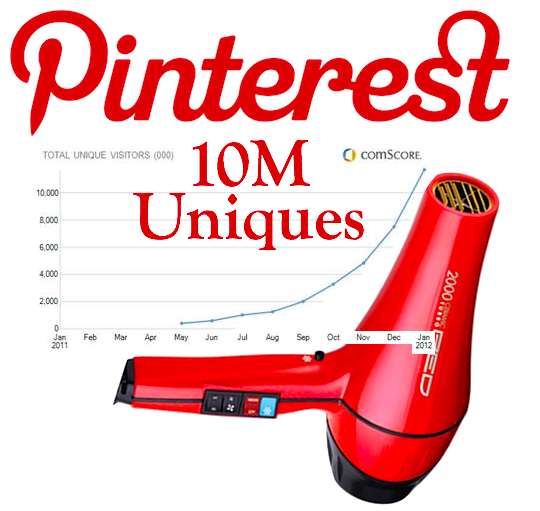 Pinterest
TOTAL UNIQUE VISITORS (000)
comSCORE.
10M
Uniques
10,000
8,000
6,000
4,000
2,000
0
Jan Feb Mar Apr May Jun Jul Aug Sep Oct Nov Dec Jan
2011 2012
2000
RED